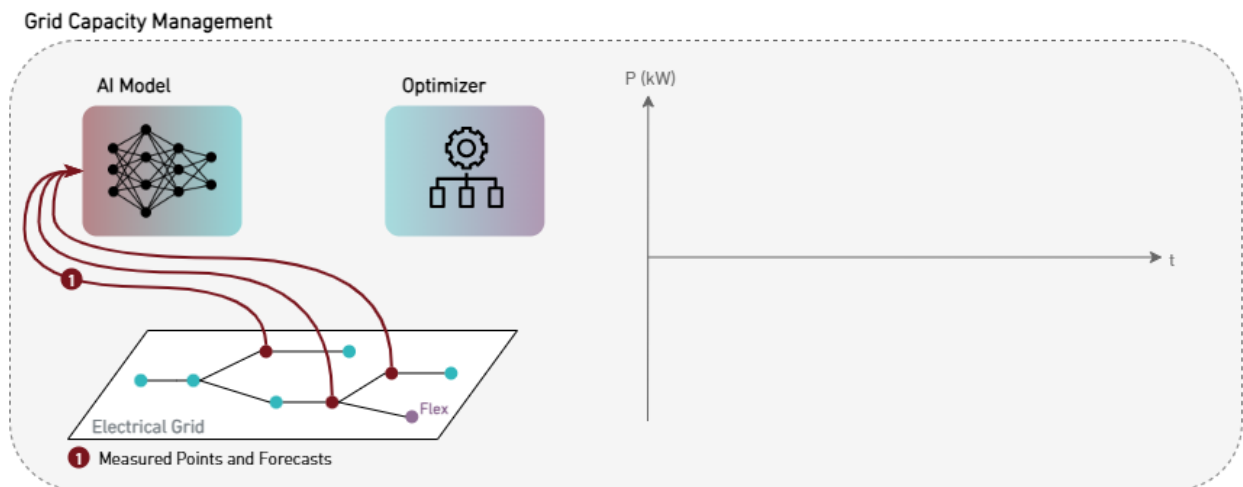 Grid Capacity Management
AI Model
Optimizer
P (kW)
t
1
Flex
Electrical Grid
1 Measured Points and Forecasts